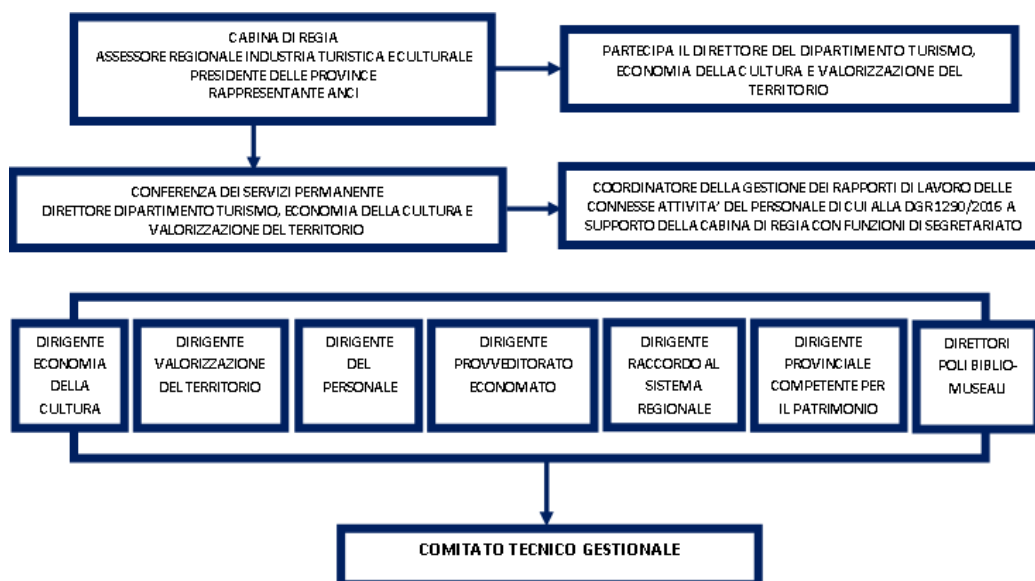 CABINA DI REGIA
ASSESSORE REGIONALE INDUSTRIA TURISTICA E CULTURALE
PRESIDENTE DELLE PROVINCE
RAPPRESENTANTE ANCI
PARTECIPA IL DIRETTORE DEL DIPARTIMENTO TURISMO,
ECONOMIA DELLA CULTURA E VALORIZZAZIONE DEL
TERRITORIO
CONFERENZA DEI SERVIZI PERMANENTE
DIRETTORE DIPARTIMENTO TURISMO, ECONOMIA DELLA CULTURA E
VALORIZZAZIONE DEL TERRITORIO
COORDINATORE DELLA GESTIONE DEI RAPPORTI DI LAVORO DELLE
CONNESSE ATTIVITA' DEL PERSONALE DI CUI ALLA DGR 1290/2016 A
SUPPORTO DELLA CABINA DI REGIA CON FUNZIONI DI SEGRETARIATO
DIRIGENTE
ECONOMIA
DELLA
CULTURA
DIRIGENTE
VALORIZZAZIONE
DEL TERRITORIO
DIRIGENTE
DEL
PERSONALE
DIRIGENTE
PROVVEDITORATO
ECONOMATO
DIRIGENTE
RACCORDO AL
SISTEMA
REGIONALE
DIRIGENTE
PROVINCIALE
COMPETENTE PER
IL PATRIMONIO
DIRETTORI
POLI BIBLIO-
MUSEALI
COMITATO TECNICO GESTIONALE